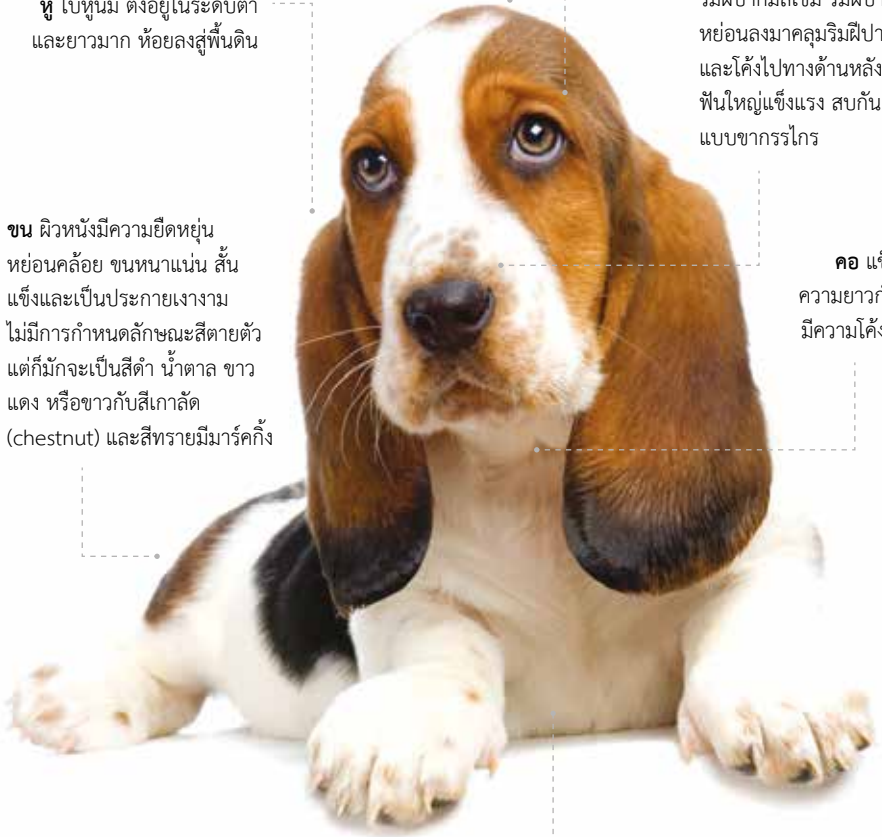 หู ใบหูนิ่ม ตั้งอยู่ในระดับตา
และยาวมาก ห้อยลงสู่พื้นดิน
หย่อนลงมาคลุมริมฝีปา
และโค้งไปทางด้านหลัง
ฟันใหญ่แข็งแรง สบกัน
แบบขากรรไกร
ขน ผิวหนังมีความยืดหยุ่น
หย่อนคล้อย ขนหนาแน่น สั้น
แข็งและเป็นประกายเงางาม
ไม่มีการกำหนดลักษณะสีตายตัว
แต่ก็มักจะเป็นสีดำ น้ำตาล ขาว
แดง หรือขาวกับสีเกาลัด
(chestnut) และสีทรายมีมาร์คกิ้ง
คอ แข็
ความยาวก
มีความโค้ง